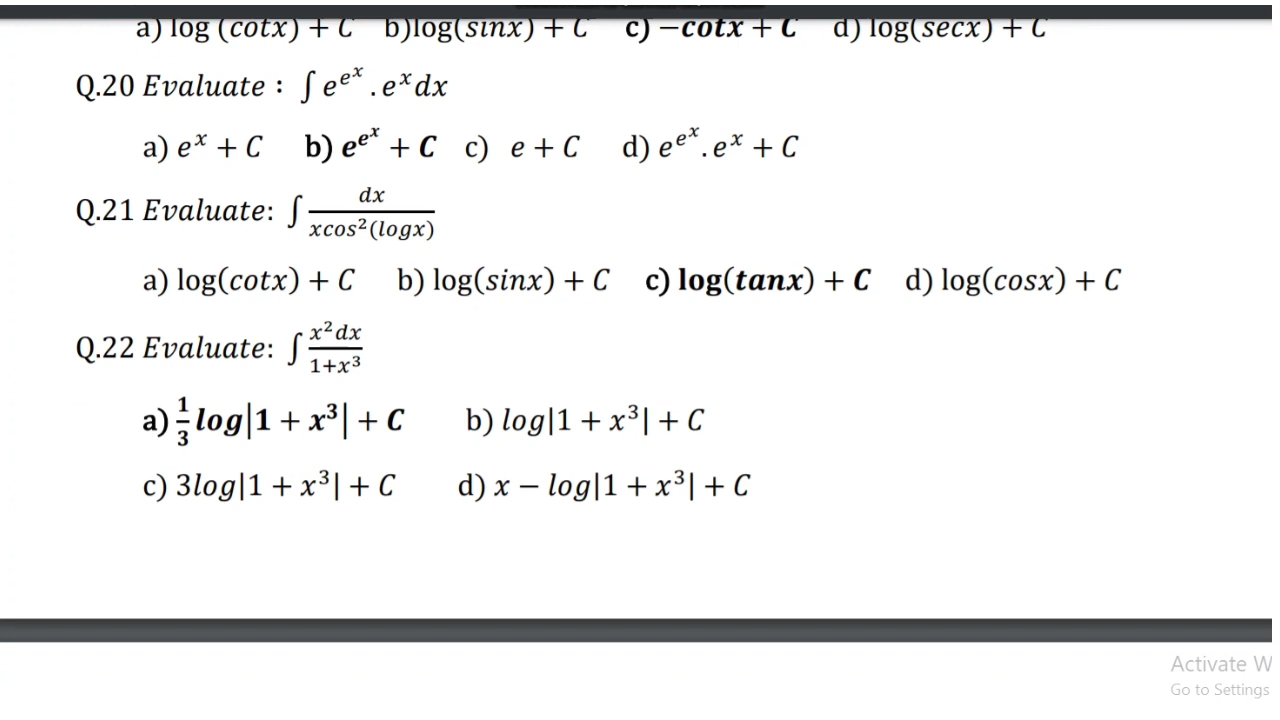 a) log (cotx) + C b)log(sinx) + C c) −cotx + C d) log(secx) + C
Q.20 Evaluate : ∫ e^{e^x} . e^x dx
a) e^x + C b) e^{e^x} + C c) e + C d) e^{e^x}. e^x + C
Q.21 Evaluate: ∫ dx / xcos²(logx)
a) log(cotx) + C b) log(sinx) + C c) log(tanx) + C d) log(cosx) + C
Q.22 Evaluate: ∫ x²dx / 1+x³
a) 1/3 log|1 + x³| + C b) log|1 + x³| + C
c) 3log|1 + x³| + C d) x − log|1 + x³| + C
Activate W
Go to Settings